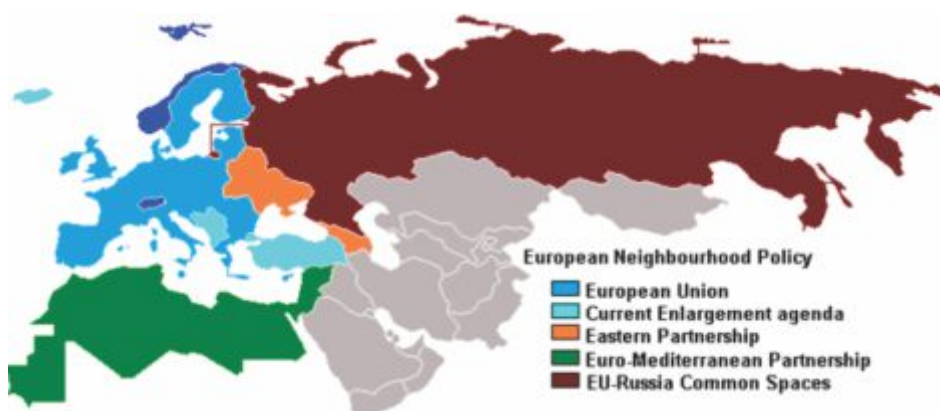 European Neighbourhood Policy
European Union
Current Enlargement agenda
Eastern Partnership
Euro-Mediterranean Partnership
EU-Russia Common Spaces